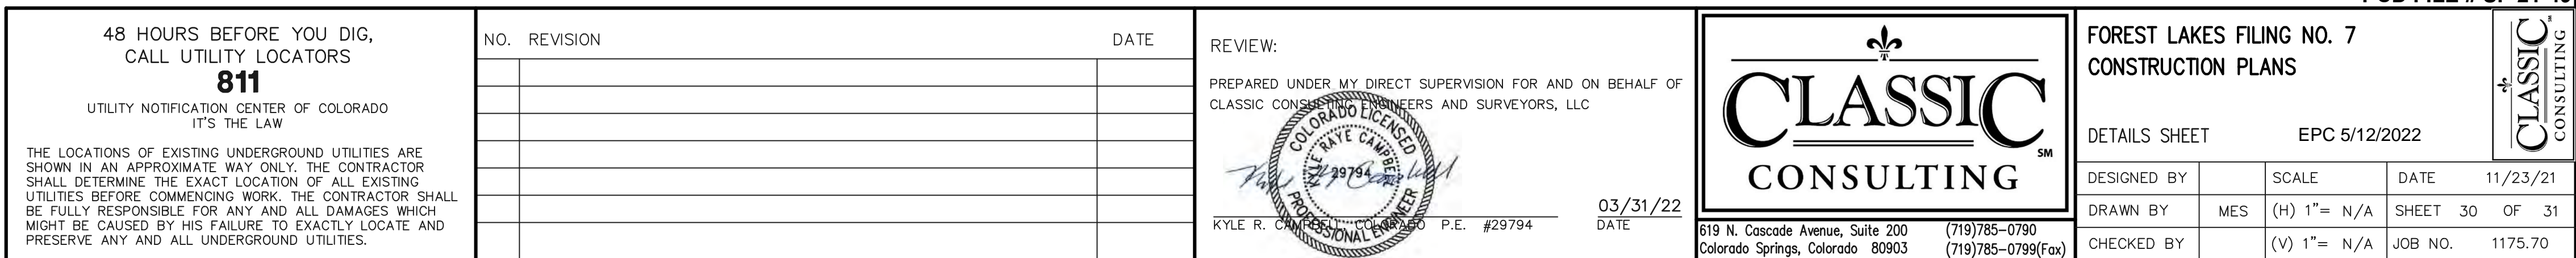 48 HOURS BEFORE YOU DIG,
CALL UTILITY LOCATORS
811
UTILITY NOTIFICATION CENTER OF COLORADO
IT'S THE LAW
THE LOCATIONS OF EXISTING UNDERGROUND UTILITIES ARE
SHOWN IN AN APPROXIMATE WAY ONLY. THE CONTRACTOR
SHALL DETERMINE THE EXACT LOCATION OF ALL EXISTING
UTILITIES BEFORE COMMENCING WORK. THE CONTRACTOR SHALL
BE FULLY RESPONSIBLE FOR ANY AND ALL DAMAGES WHICH
MIGHT BE CAUSED BY HIS FAILURE TO EXACTLY LOCATE AND
PRESERVE ANY AND ALL UNDERGROUND UTILITIES.
NO. REVISION DATE
REVIEW:
PREPARED UNDER MY DIRECT SUPERVISION FOR AND ON BEHALF OF
CLASSIC CONSULTING ENGINEERS AND SURVEYORS, LLC
COLORADO LICENSED
KYLE RAYE CAMPBELL
29794
PROFESSIONAL ENGINEER
03/31/22
KYLE R. CAMPBELL, COLORADO P.E. #29794 DATE
CLASSIC
SM
CONSULTING
619 N. Cascade Avenue, Suite 200 (719)785-0790
Colorado Springs, Colorado 80903 (719)785-0799(Fax)
FOREST LAKES FILING NO. 7
CONSTRUCTION PLANS
DETAILS SHEET EPC 5/12/2022
CLASSIC
CONSULTING
DESIGNED BY SCALE DATE 11/23/21
DRAWN BY MES (H) 1"= N/A SHEET 30 OF 31
CHECKED BY (V) 1"= N/A JOB NO. 1175.70